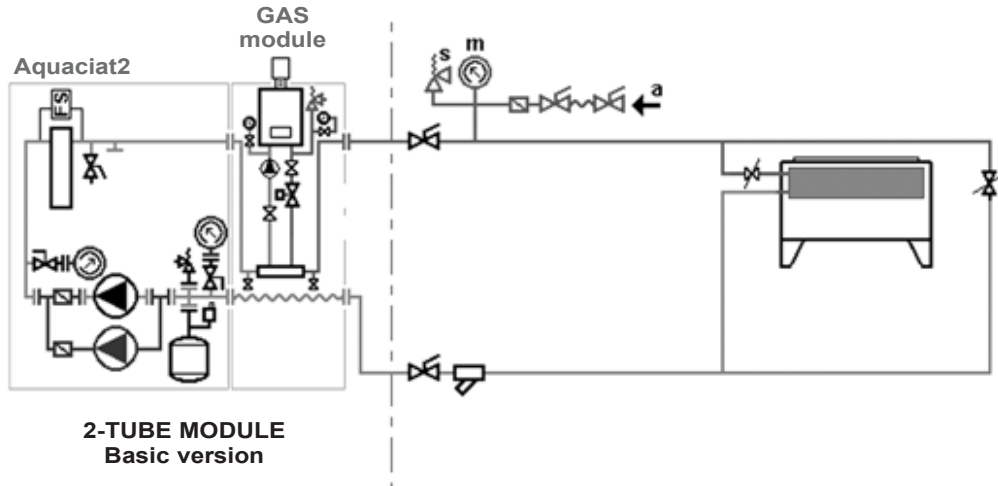 GAS
module
Aquaciat2
FS
s
m
a
2-TUBE MODULE
Basic version